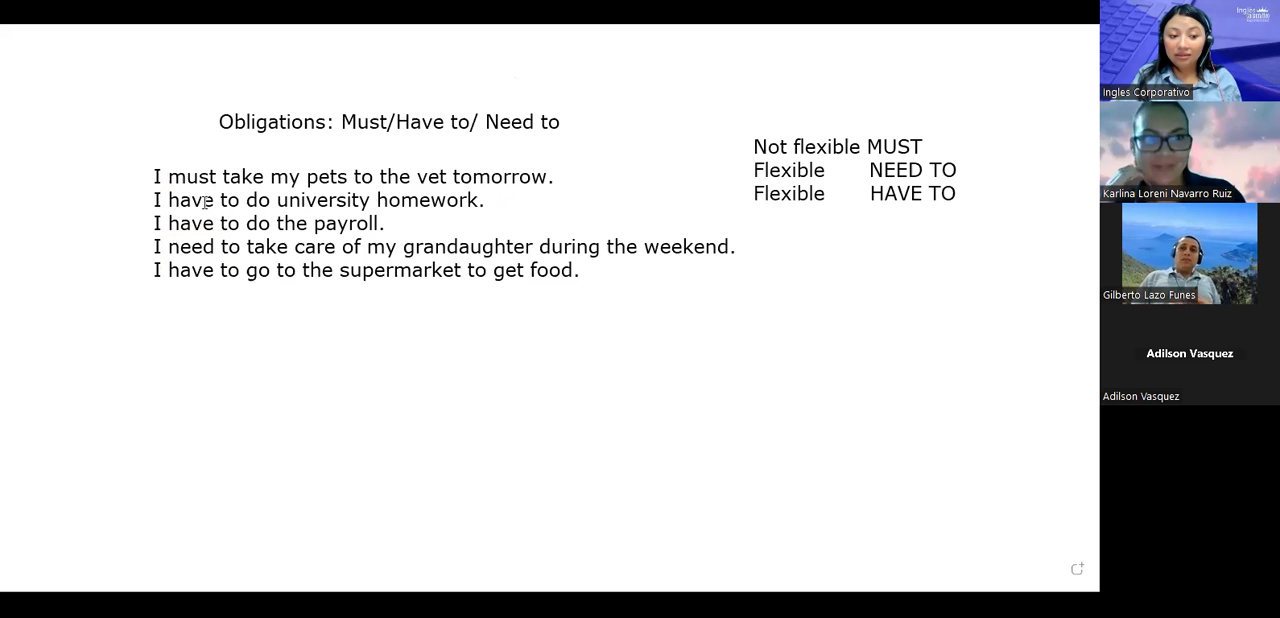 Obligations: Must/Have to/ Need to
Not flexible MUST
Flexible NEED TO
Flexible HAVE TO
I must take my pets to the vet tomorrow.
I have to do university homework.
I have to do the payroll.
I need to take care of my grandaughter during the weekend.
I have to go to the supermarket to get food.
Ingles Corporativo
Karlina Loreni Navarro Ruiz
Gilberto Lazo Funes
Adilson Vasquez
Adilson Vasquez